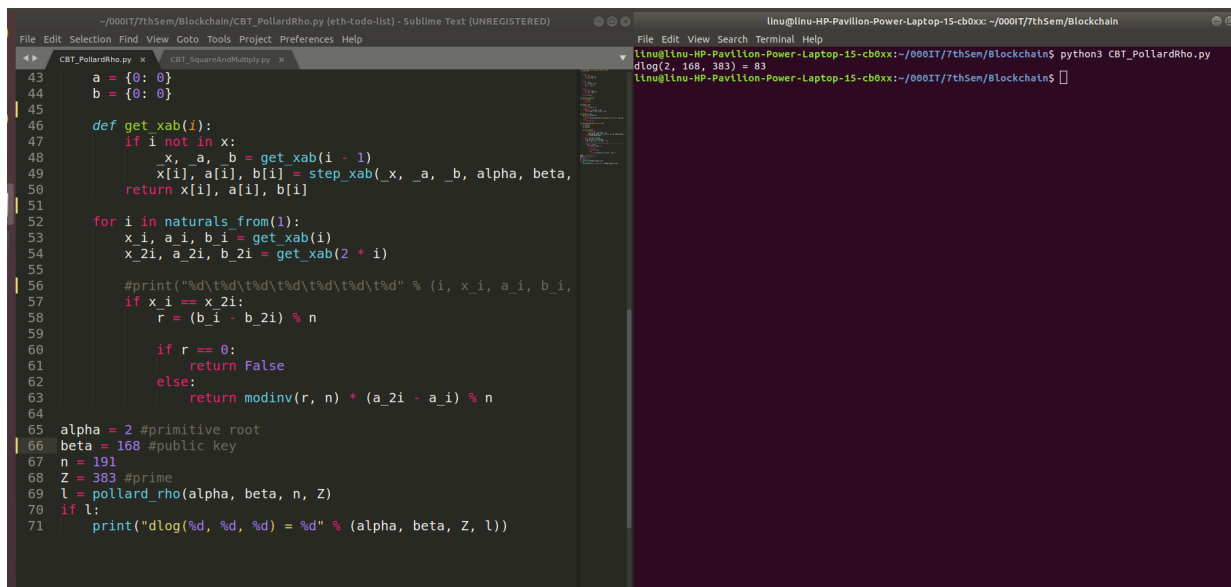 ~/000IT/7thSem/Blockchain/CBT_PollardRho.py (eth-todo-list) - Sublime Text (UNREGISTERED)
File Edit Selection Find View Goto Tools Project Preferences Help
CBT_PollardRho.py × CBT_SquareAndMultiply.py ×
43 a = {0: 0}
44 b = {0: 0}
45
46 def get_xab(i):
47 if i not in x:
48 _x, _a, _b = get_xab(i - 1)
49 x[i], a[i], b[i] = step_xab(_x, _a, _b, alpha, beta,
50 return x[i], a[i], b[i]
51
52 for i in naturals_from(1):
53 x_i, a_i, b_i = get_xab(i)
54 x_2i, a_2i, b_2i = get_xab(2 * i)
55
56 #print("%d\t%d\t%d\t%d\t%d\t%d\t%d" % (i, x_i, a_i, b_i,
57 if x_i == x_2i:
58 r = (b_i - b_2i) % n
59
60 if r == 0:
61 return False
62 else:
63 return modinv(r, n) * (a_2i - a_i) % n
64
65 alpha = 2 #primitive root
66 beta = 168 #public key
67 n = 191
68 Z = 383 #prime
69 l = pollard_rho(alpha, beta, n, Z)
70 if l:
71 print("dlog(%d, %d, %d) = %d" % (alpha, beta, Z, l))
linu@linu-HP-Pavilion-Power-Laptop-15-cb0xx: ~/000IT/7thSem/Blockchain
File Edit View Search Terminal Help
linu@linu-HP-Pavilion-Power-Laptop-15-cb0xx:~/000IT/7thSem/Blockchain$ python3 CBT_PollardRho.py
dlog(2, 168, 383) = 83
linu@linu-HP-Pavilion-Power-Laptop-15-cb0xx:~/000IT/7thSem/Blockchain$